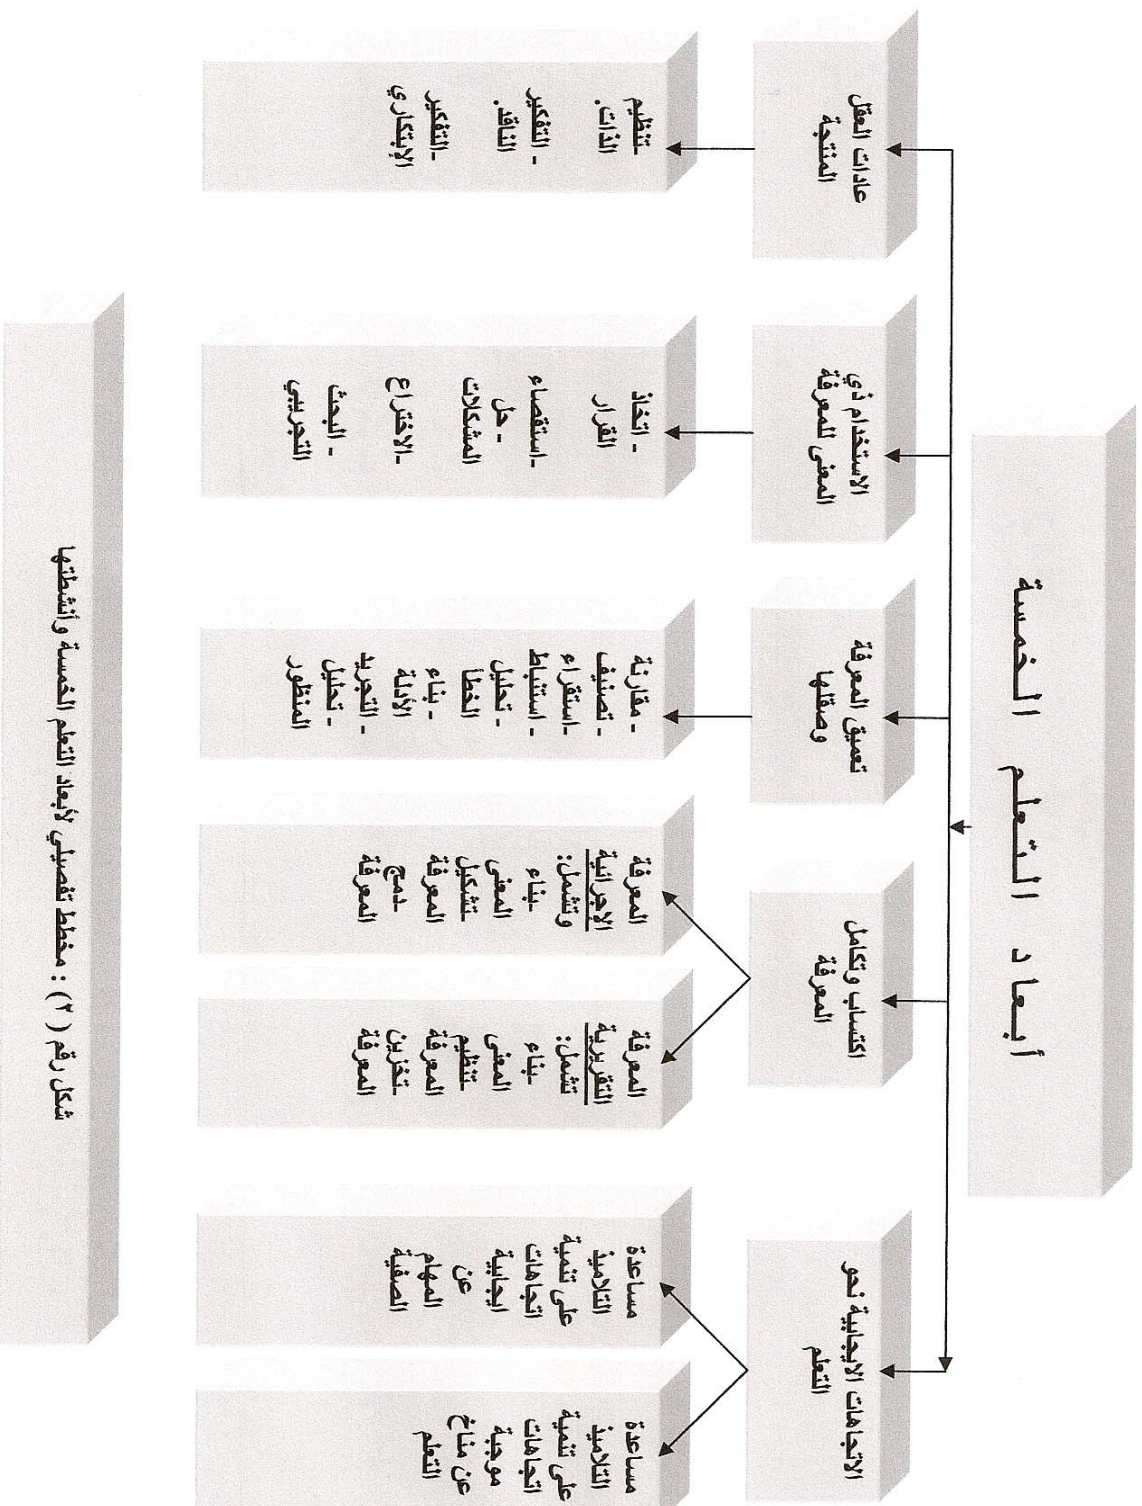 أبعاد التعلم الخمسة
الاتجاهات الايجابية نحو
التعلم
اكتساب وتكامل
المعرفة
تعميق المعرفة
وصقلها
الاستخدام ذي
المعنى للمعرفة
عادات العقل
المنتجة
مساعدة
التلاميذ
على تنمية
اتجاهات
موجبة
عن مناخ
التعلم
مساعدة
التلاميذ
على تنمية
اتجاهات
ايجابية
عن
المهام
الصفية
المعرفة
التقريرية
تشمل:
-بناء
المعنى
-تنظيم
المعرفة
-تخزين
المعرفة
المعرفة
الإجرائية
وتشمل:
-بناء
المعنى
-تشكيل
المعرفة
-دمج
المعرفة
- مقارنة
- تصنيف
-استقراء
- استنباط
- تحليل
الخطأ
- بناء
الأدلة
- التجريد
- تحليل
المنظور
- اتخاذ
القرار
-استقصاء
- حل
المشكلات
-الاختراع
- البحث
التجريبي
-تنظيم
الذات.
- التفكير
الناقد.
-التفكير
الإبتكاري
شكل رقم (٢) : مخطط تفصيلي لأبعاد التعلم الخمسة وأنشطتها